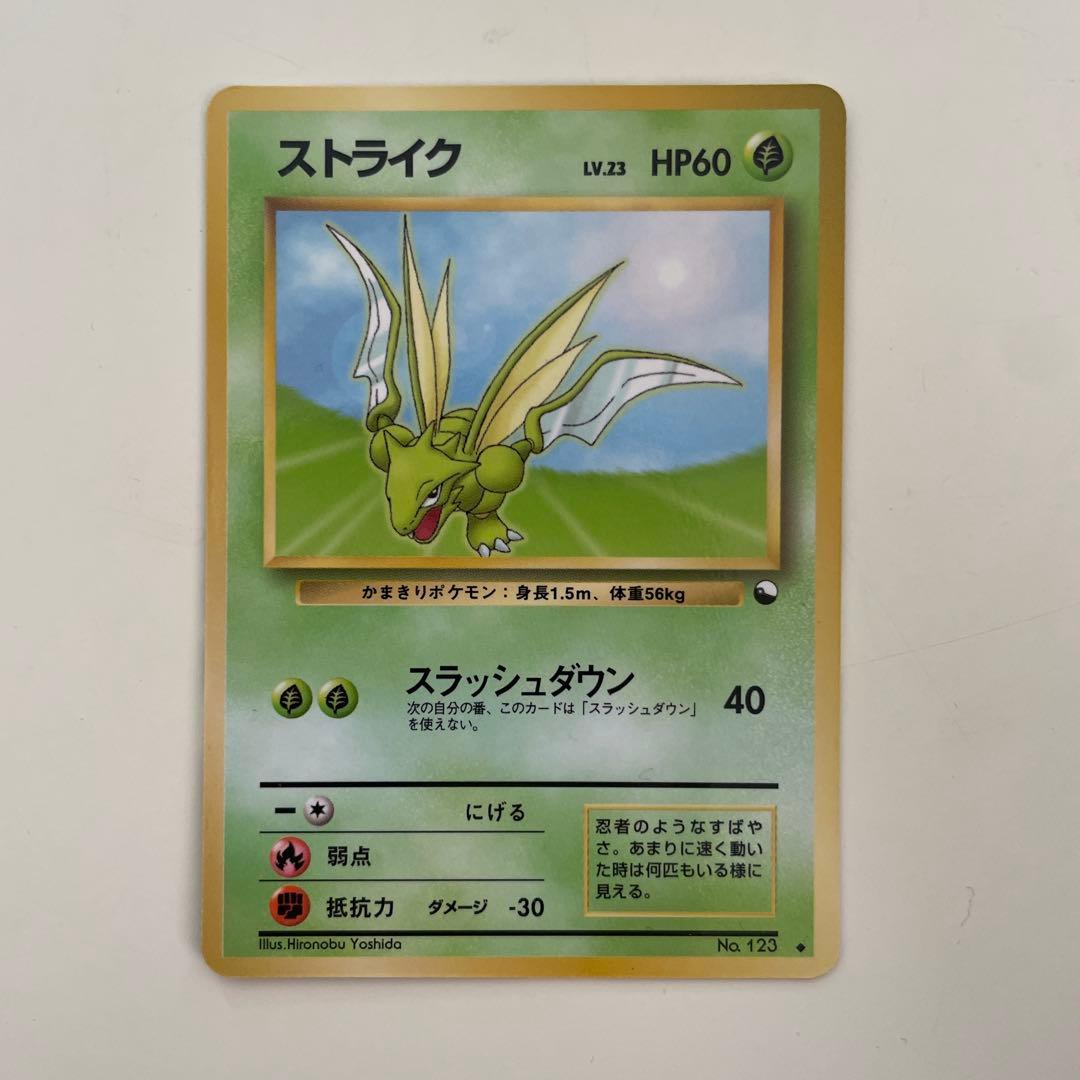 ストライク LV.23 HP60
かまきりポケモン：身長1.5m、体重56kg
スラッシュダウン 40
次の自分の番、このカードは「スラッシュダウン」
を使えない。
ー にげる
弱点
抵抗力 ダメージ -30
忍者のようなすばや
さ。あまりに速く動い
た時は何匹もいる様に
見える。
Illus.Hironobu Yoshida
No. 123